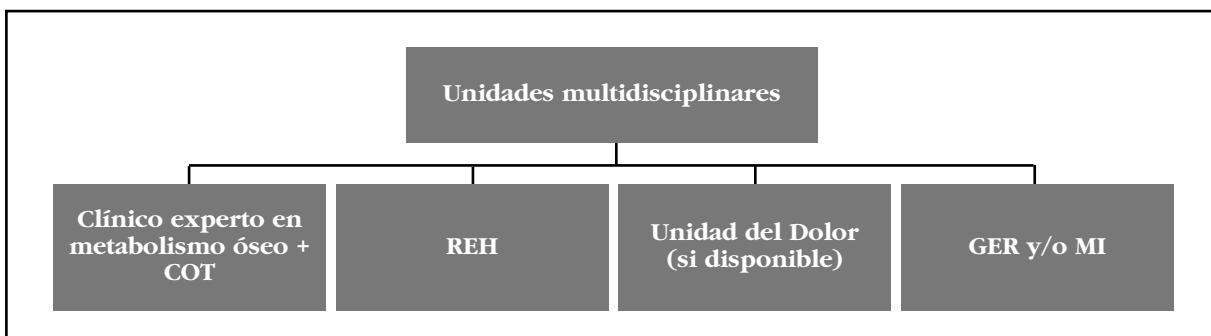 Unidades multidisciplinares
Clínico experto en
metabolismo óseo +
COT
REH
Unidad del Dolor
(si disponible)
GER y/o MI